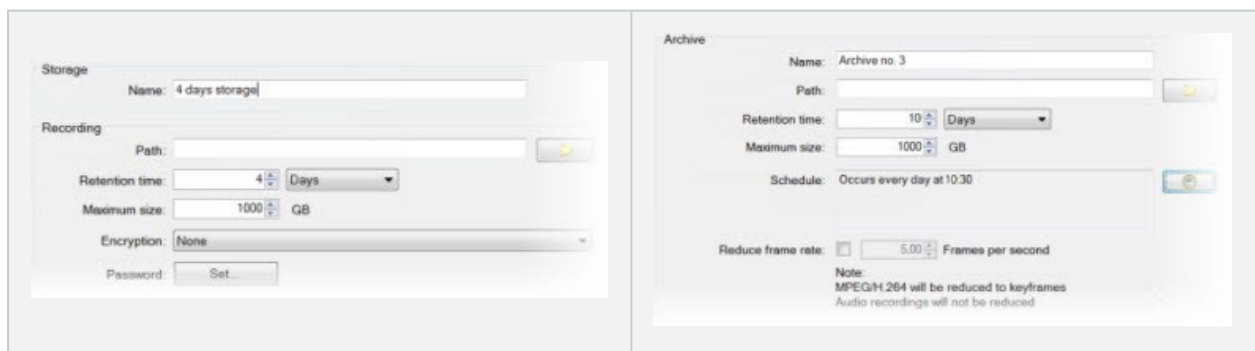 Storage
Name: 4 days storage
Recording
Path:
Retention time: 4 Days
Maximum size: 1000 GB
Encryption: None
Password: Set...
Archive
Name: Archive no. 3
Path:
Retention time: 10 Days
Maximum size: 1000 GB
Schedule: Occurs every day at 10:30
Reduce frame rate: 5.00 Frames per second
Note:
MPEG/H.264 will be reduced to keyframes
Audio recordings will not be reduced